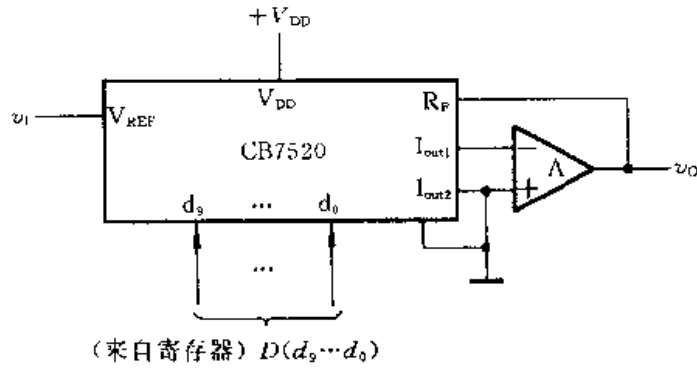 +V_DD
v_I
V_REF
V_DD
R_F
CB7520
I_out1
I_out2
−
+
A
v_O
d_9
...
d_0
...
(来自寄存器) D(d_9…d_0)